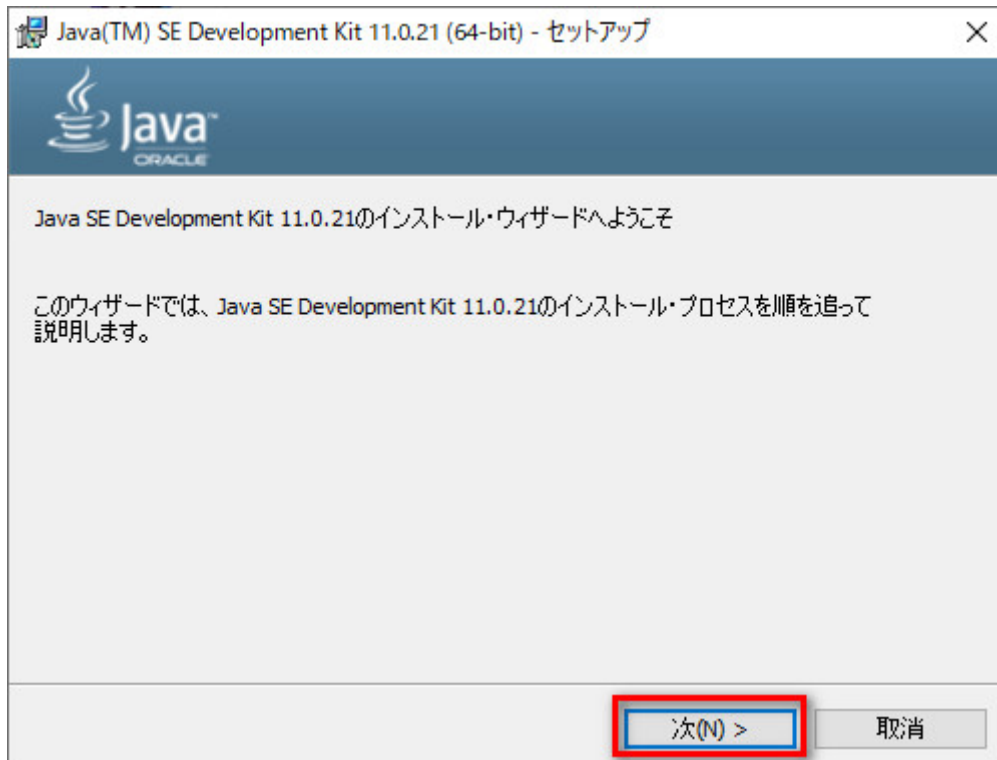 Java(TM) SE Development Kit 11.0.21 (64-bit) - セットアップ
Java™
ORACLE
Java SE Development Kit 11.0.21のインストール・ウィザードへようこそ
このウィザードでは、Java SE Development Kit 11.0.21のインストール・プロセスを順を追って
説明します。
次(N) >
取消